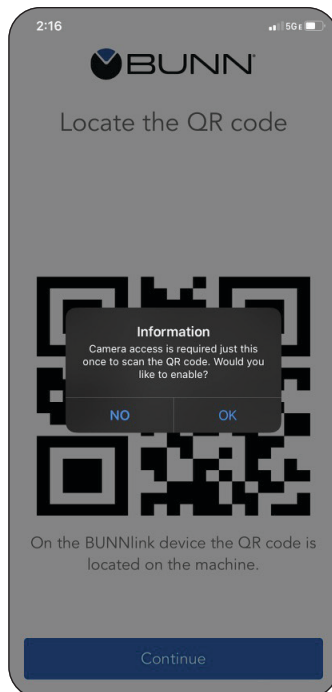 2:16
5GE
BUNN®
Locate the QR code
Information
Camera access is required just this
once to scan the QR code. Would you
like to enable?
NO
OK
On the BUNNlink device the QR code is
located on the machine.
Continue